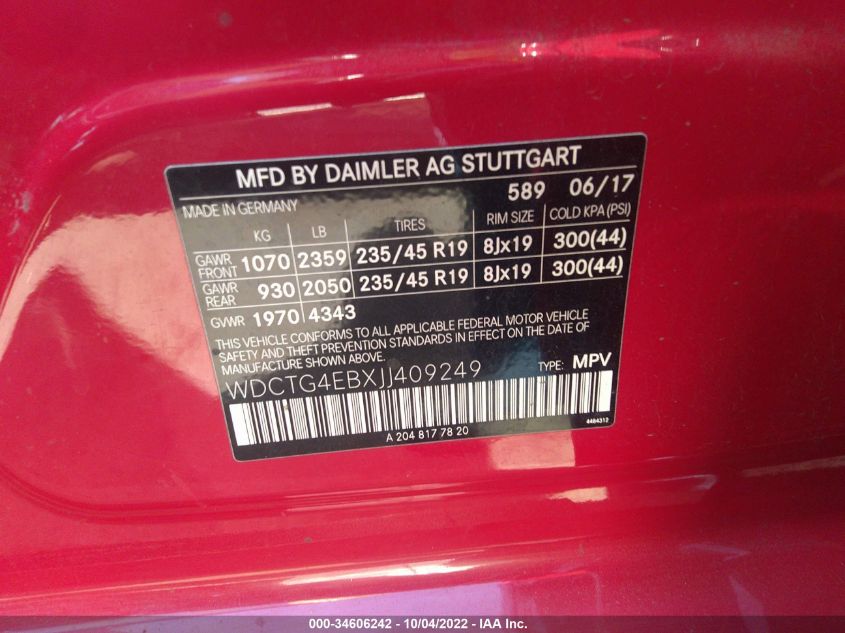 MFD BY DAIMLER AG STUTTGART
589 06/17
MADE IN GERMANY
KG LB TIRES RIM SIZE COLD KPA (PSI)
GAWR FRONT 1070 2359 235/45 R19 8Jx19 300(44)
GAWR REAR 930 2050 235/45 R19 8Jx19 300(44)
GVWR 1970 4343
THIS VEHICLE CONFORMS TO ALL APPLICABLE FEDERAL MOTOR VEHICLE
SAFETY AND THEFT PREVENTION STANDARDS IN EFFECT ON THE DATE OF
MANUFACTURE SHOWN ABOVE.
WDCTG4EBXJJ409249 TYPE: MPV
A 204 817 78 20 4484312
000-34606242 - 10/04/2022 - IAA Inc.